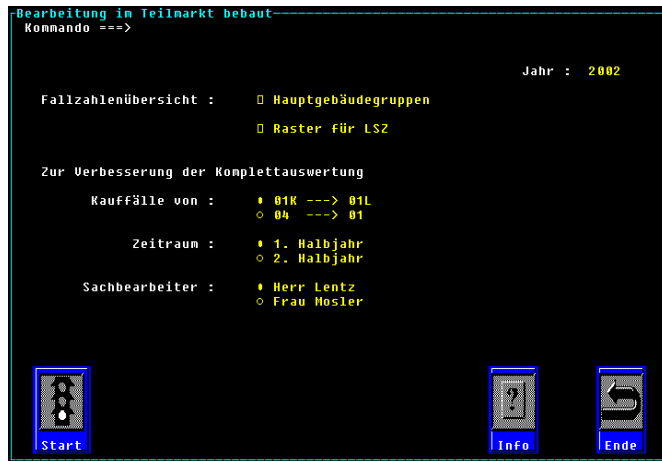 Bearbeitung im Teilmarkt bebaut
Kommando ===>
Jahr : 2002
Fallzahlenübersicht : Hauptgebäudegruppen
Raster für LSZ
Zur Verbesserung der Komplettauswertung
Kauffälle von : 01K ---> 01L
04 ---> 01
Zeitraum : 1. Halbjahr
2. Halbjahr
Sachbearbeiter : Herr Lentz
Frau Mosler
?
Start Info Ende